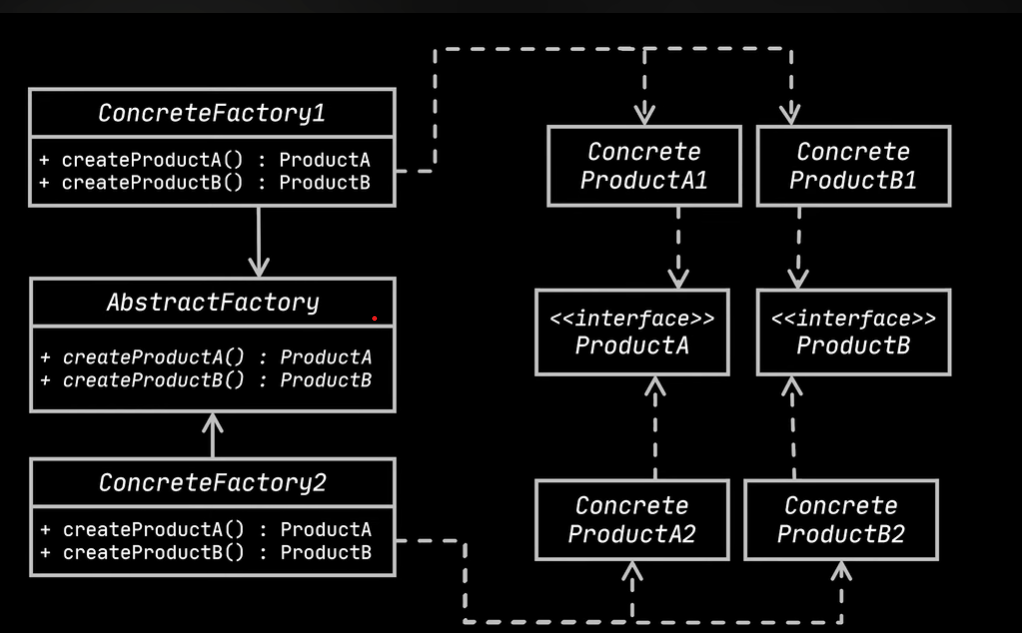 ConcreteFactory1
+ createProductA() : ProductA
+ createProductB() : ProductB
AbstractFactory
+ createProductA() : ProductA
+ createProductB() : ProductB
ConcreteFactory2
+ createProductA() : ProductA
+ createProductB() : ProductB
Concrete
ProductA1
Concrete
ProductB1
<<interface>>
ProductA
<<interface>>
ProductB
Concrete
ProductA2
Concrete
ProductB2